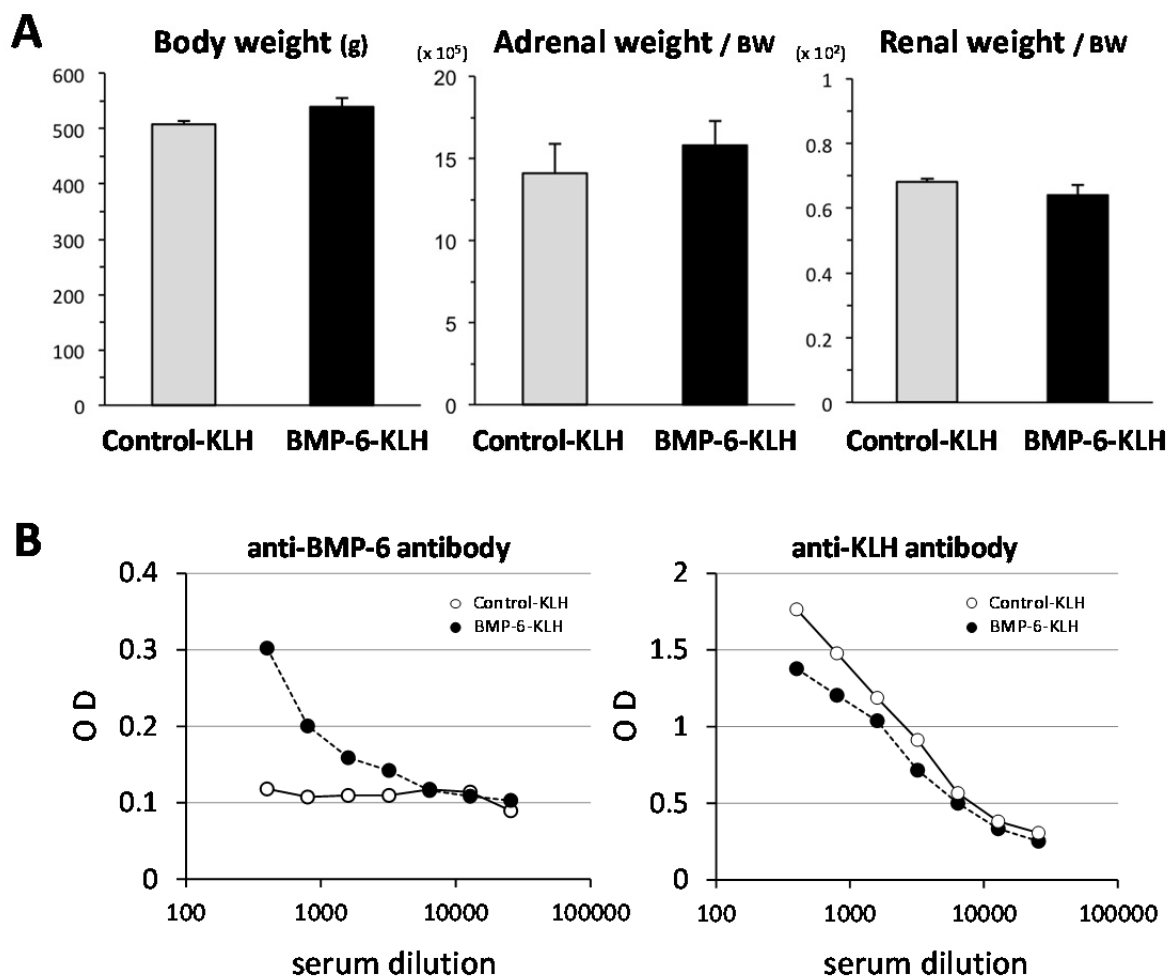 A
Body weight (g)
(x 10⁵)
Adrenal weight / BW
(x 10²)
Renal weight / BW
600
500
400
300
200
100
0
20
15
10
5
0
1
0.8
0.6
0.4
0.2
0
Control-KLH
BMP-6-KLH
Control-KLH
BMP-6-KLH
Control-KLH
BMP-6-KLH
B
anti-BMP-6 antibody
0.4
0.3
0.2
0.1
0
O D
Control-KLH
BMP-6-KLH
100
1000
10000
100000
serum dilution
anti-KLH antibody
2
1.5
1
0.5
0
O D
Control-KLH
BMP-6-KLH
100
1000
10000
100000
serum dilution